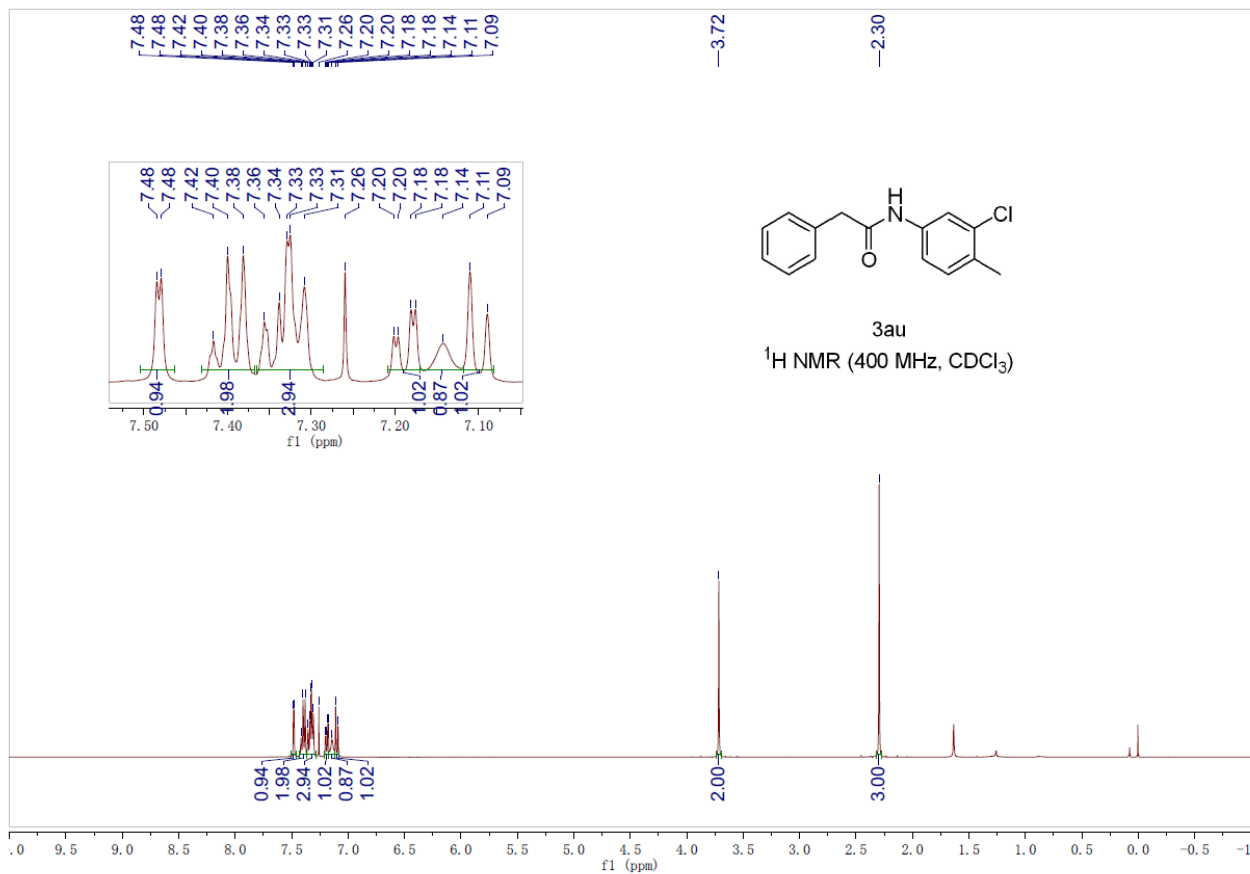 7.48 7.48 7.42 7.40 7.38 7.36 7.34 7.33 7.33 7.31 7.26 7.20 7.20 7.18 7.18 7.14 7.11 7.09
3.72
2.30
7.48 7.48 7.42 7.40 7.38 7.36 7.34 7.33 7.33 7.31 7.26 7.20 7.20 7.18 7.18 7.14 7.11 7.09
0.94 1.98 2.94 1.02 0.87 1.02
7.50 7.40 7.30 7.20 7.10
f1 (ppm)
H
N
Cl
O
3au
¹H NMR (400 MHz, CDCl₃)
0.94 1.98 2.94 1.02 0.87 1.02
2.00
3.00
.0 9.5 9.0 8.5 8.0 7.5 7.0 6.5 6.0 5.5 5.0 4.5 4.0 3.5 3.0 2.5 2.0 1.5 1.0 0.5 0.0 -0.5 -1
f1 (ppm)